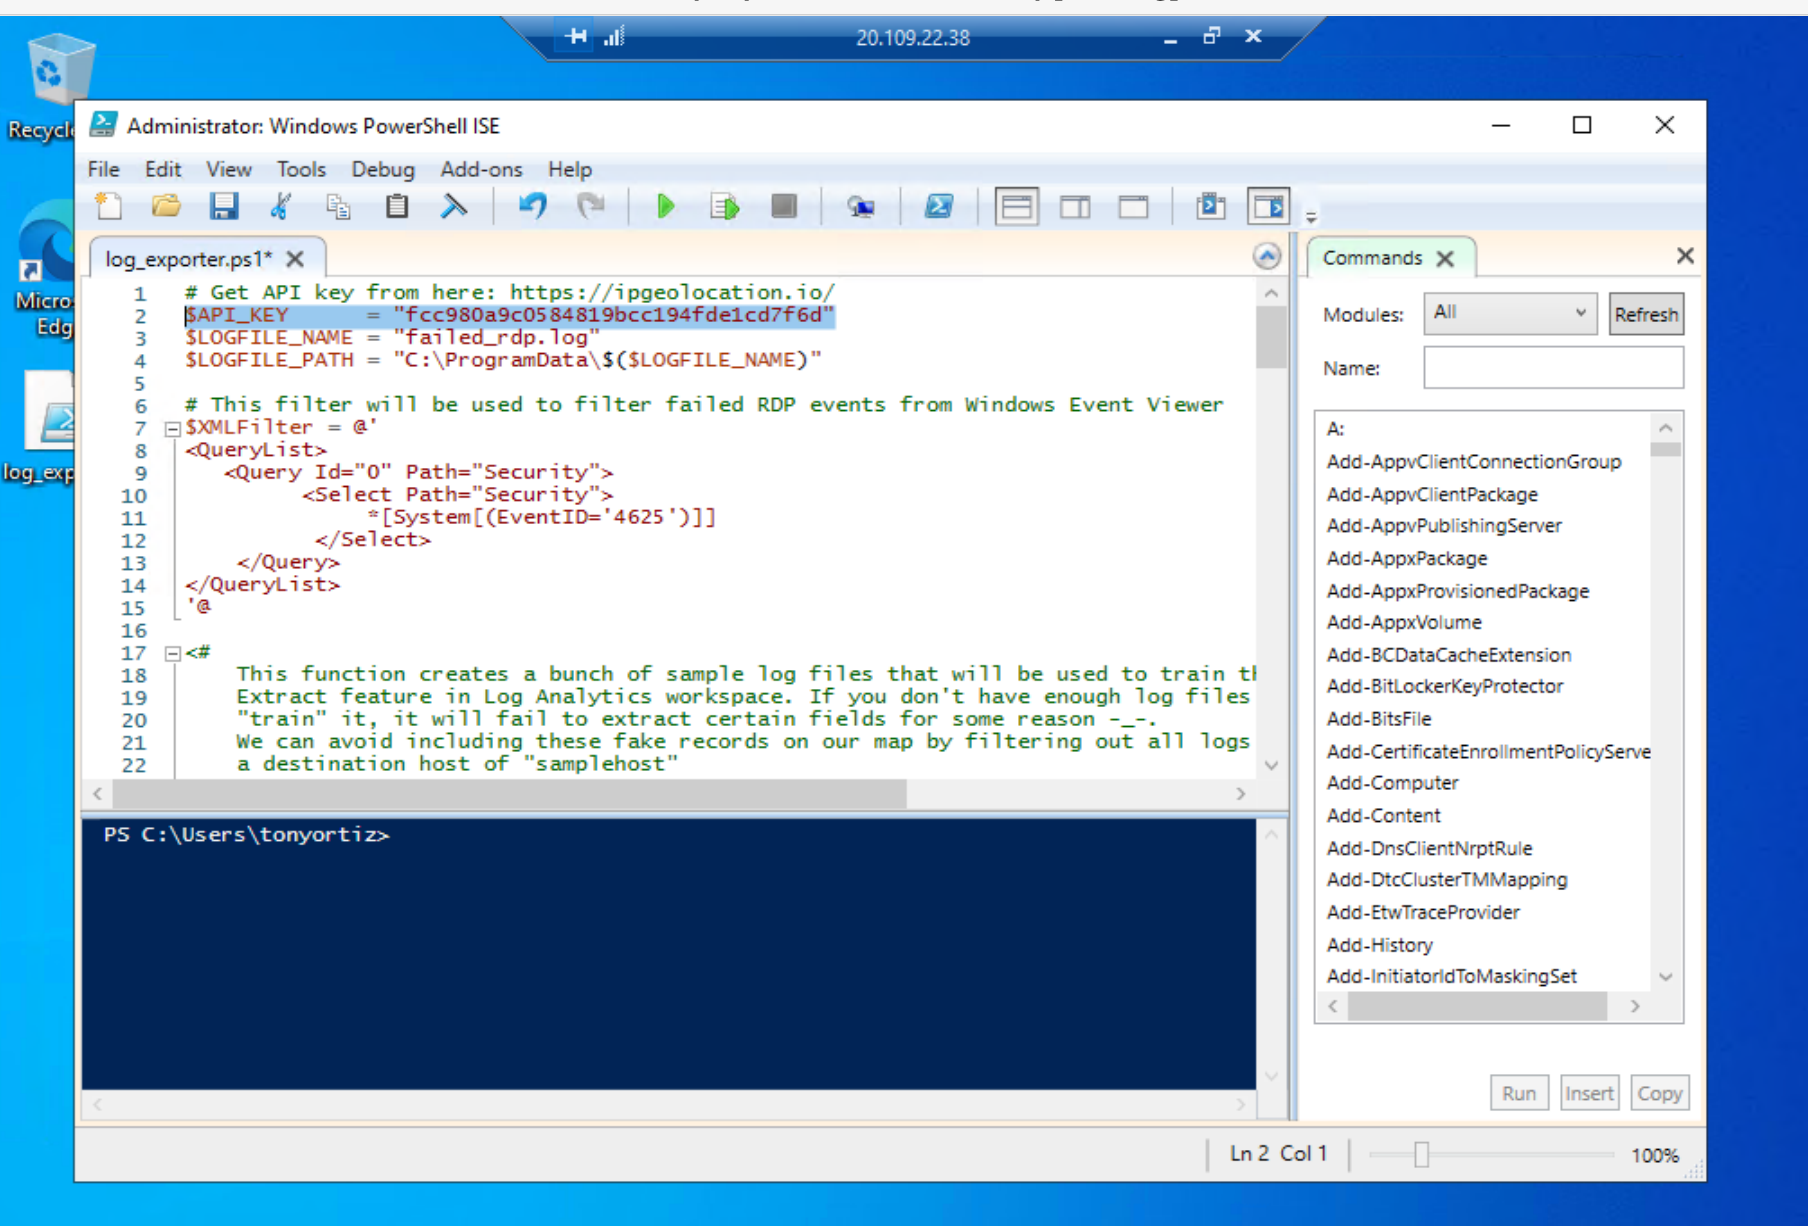 20.109.22.38
Administrator: Windows PowerShell ISE
File Edit View Tools Debug Add-ons Help
log_exporter.ps1*
1 # Get API key from here: https://ipgeolocation.io/
2 $API_KEY = "fcc980a9c0584819bcc194fde1cd7f6d"
3 $LOGFILE_NAME = "failed_rdp.log"
4 $LOGFILE_PATH = "C:\ProgramData\$($LOGFILE_NAME)"
5
6 # This filter will be used to filter failed RDP events from Windows Event Viewer
7 $XMLFilter = @'
8 <QueryList>
9 <Query Id="0" Path="Security">
10 <Select Path="Security">
11 *[System[(EventID='4625')]]
12 </Select>
13 </Query>
14 </QueryList>
15 '@
16
17 <#
18 This function creates a bunch of sample log files that will be used to train th
19 Extract feature in Log Analytics workspace. If you don't have enough log files
20 "train" it, it will fail to extract certain fields for some reason -_-.
21 We can avoid including these fake records on our map by filtering out all logs
22 a destination host of "samplehost"
PS C:\Users\tonyortiz>
Commands
Modules: All Refresh
Name:
A:
Add-AppvClientConnectionGroup
Add-AppvClientPackage
Add-AppvPublishingServer
Add-AppxPackage
Add-AppxProvisionedPackage
Add-AppxVolume
Add-BCDataCacheExtension
Add-BitLockerKeyProtector
Add-BitsFile
Add-CertificateEnrollmentPolicyServe
Add-Computer
Add-Content
Add-DnsClientNrptRule
Add-DtcClusterTMMapping
Add-EtwTraceProvider
Add-History
Add-InitiatorIdToMaskingSet
Run Insert Copy
Ln 2 Col 1 100%
Recycle
Micro
Edg
log_exp